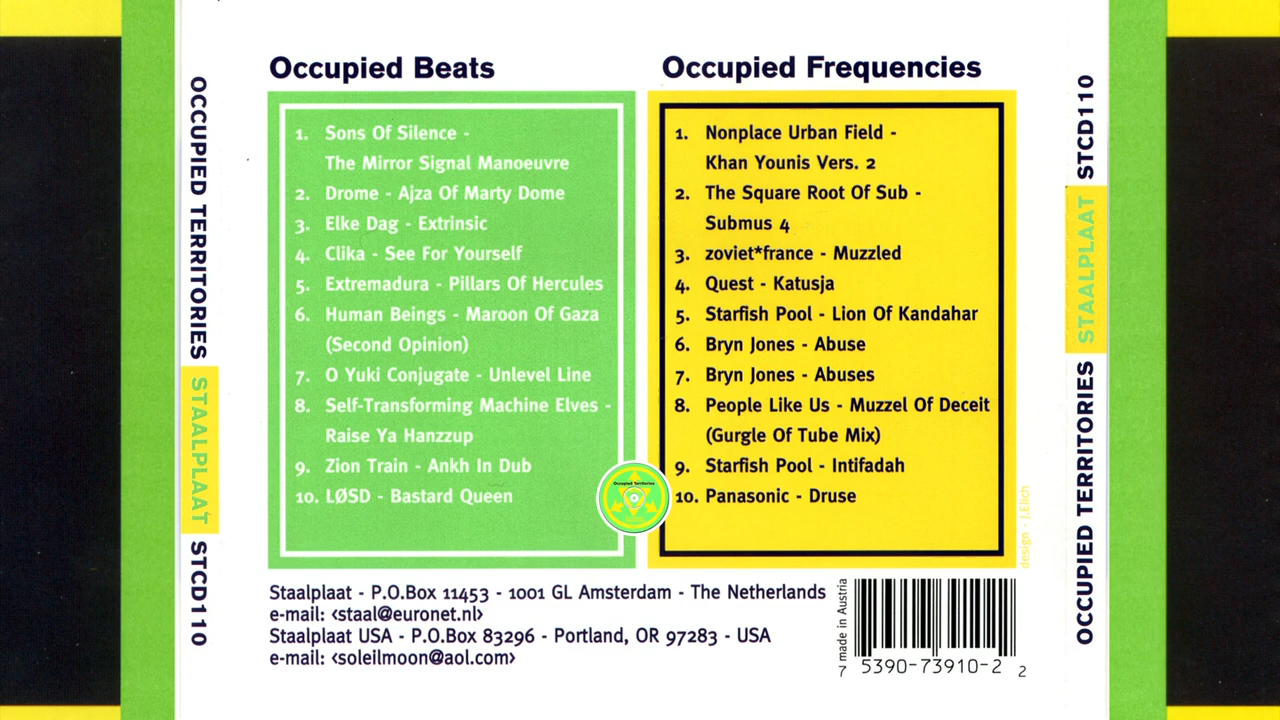 OCCUPIED TERRITORIES STAALPLAAT STCD110
Occupied Beats
1. Sons Of Silence -
The Mirror Signal Manoeuvre
2. Drome - Ajza Of Marty Dome
3. Elke Dag - Extrinsic
4. Clika - See For Yourself
5. Extremadura - Pillars Of Hercules
6. Human Beings - Maroon Of Gaza
(Second Opinion)
7. O Yuki Conjugate - Unlevel Line
8. Self-Transforming Machine Elves -
Raise Ya Hanzzup
9. Zion Train - Ankh In Dub
10. LØSD - Bastard Queen
Occupied Frequencies
1. Nonplace Urban Field -
Khan Younis Vers. 2
2. The Square Root Of Sub -
Submus 4
3. zoviet*france - Muzzled
4. Quest - Katusja
5. Starfish Pool - Lion Of Kandahar
6. Bryn Jones - Abuse
7. Bryn Jones - Abuses
8. People Like Us - Muzzel Of Deceit
(Gurgle Of Tube Mix)
9. Starfish Pool - Intifadah
10. Panasonic - Druse
Occupied Territories
design - J.Elich
Staalplaat - P.O.Box 11453 - 1001 GL Amsterdam - The Netherlands
e-mail: <staal@euronet.nl>
Staalplaat USA - P.O.Box 83296 - Portland, OR 97283 - USA
e-mail: <soleilmoon@aol.com>
made in Austria
7 5390-73910-2 2
OCCUPIED TERRITORIES STAALPLAAT STCD110